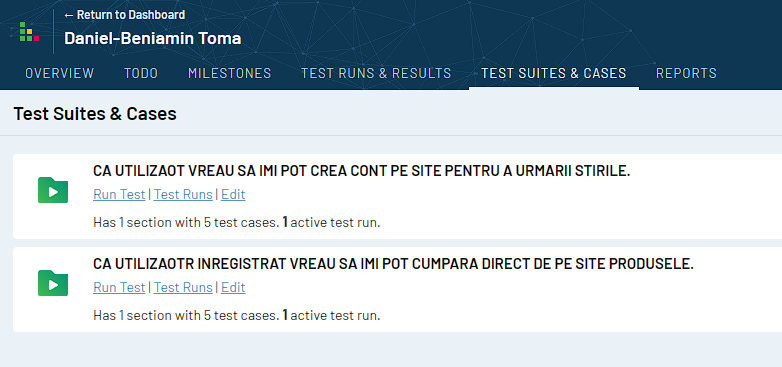 ← Return to Dashboard
Daniel-Beniamin Toma
OVERVIEW TODO MILESTONES TEST RUNS & RESULTS TEST SUITES & CASES REPORTS
Test Suites & Cases
CA UTILIZAOT VREAU SA IMI POT CREA CONT PE SITE PENTRU A URMARII STIRILE.
Run Test | Test Runs | Edit
Has 1 section with 5 test cases. 1 active test run.
CA UTILIZAOTR INREGISTRAT VREAU SA IMI POT CUMPARA DIRECT DE PE SITE PRODUSELE.
Run Test | Test Runs | Edit
Has 1 section with 5 test cases. 1 active test run.